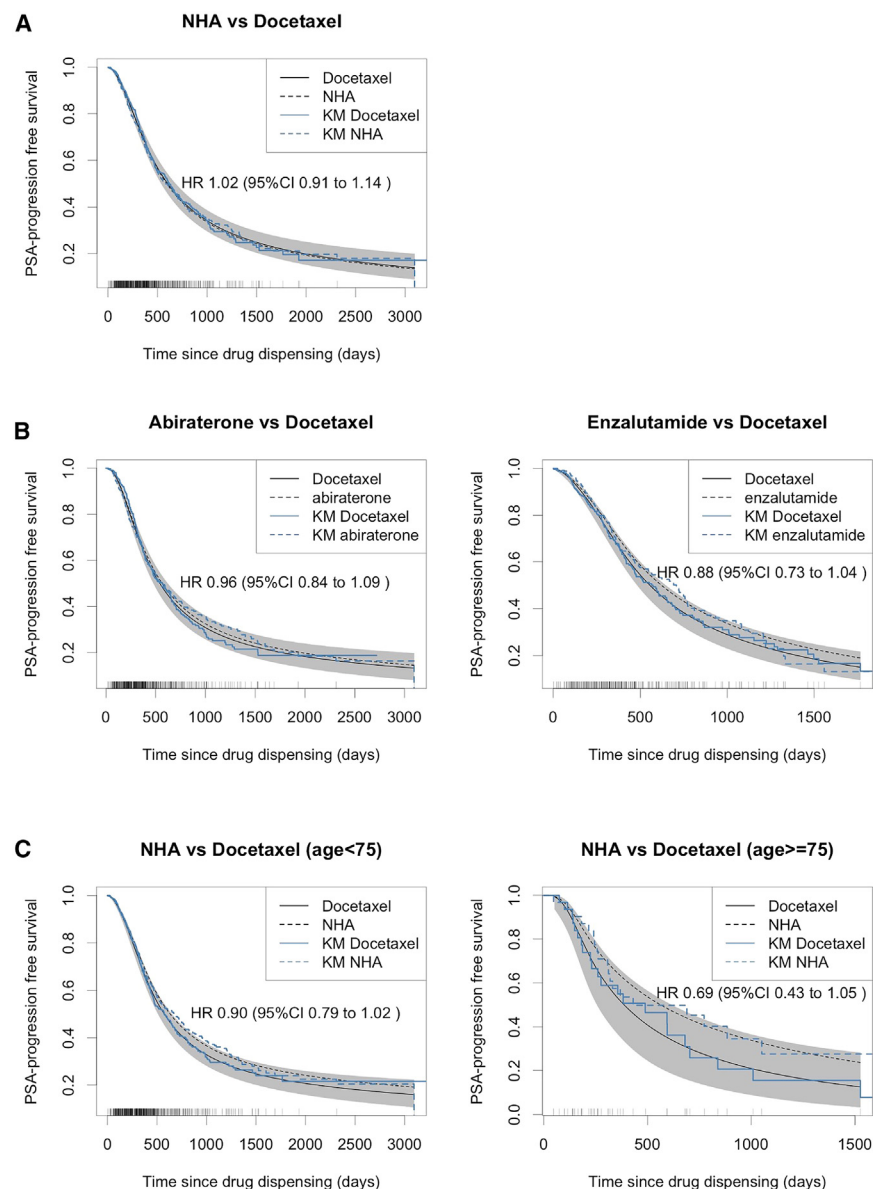 A
NHA vs Docetaxel
PSA-progression free survival
1.0
0.8
0.6
0.4
0.2
Docetaxel
NHA
KM Docetaxel
KM NHA
HR 1.02 (95%CI 0.91 to 1.14 )
0 500 1000 1500 2000 2500 3000
Time since drug dispensing (days)
B
Abiraterone vs Docetaxel
PSA-progression free survival
1.0
0.8
0.6
0.4
0.2
Docetaxel
abiraterone
KM Docetaxel
KM abiraterone
HR 0.96 (95%CI 0.84 to 1.09 )
0 500 1000 1500 2000 2500 3000
Time since drug dispensing (days)
Enzalutamide vs Docetaxel
PSA-progression free survival
1.0
0.8
0.6
0.4
0.2
Docetaxel
enzalutamide
KM Docetaxel
KM enzalutamide
HR 0.88 (95%CI 0.73 to 1.04 )
0 500 1000 1500
Time since drug dispensing (days)
C
NHA vs Docetaxel (age<75)
PSA-progression free survival
1.0
0.8
0.6
0.4
0.2
Docetaxel
NHA
KM Docetaxel
KM NHA
HR 0.90 (95%CI 0.79 to 1.02 )
0 500 1000 1500 2000 2500 3000
Time since drug dispensing (days)
NHA vs Docetaxel (age>=75)
PSA-progression free survival
1.0
0.8
0.6
0.4
0.2
0.0
Docetaxel
NHA
KM Docetaxel
KM NHA
HR 0.69 (95%CI 0.43 to 1.05 )
0 500 1000 1500
Time since drug dispensing (days)